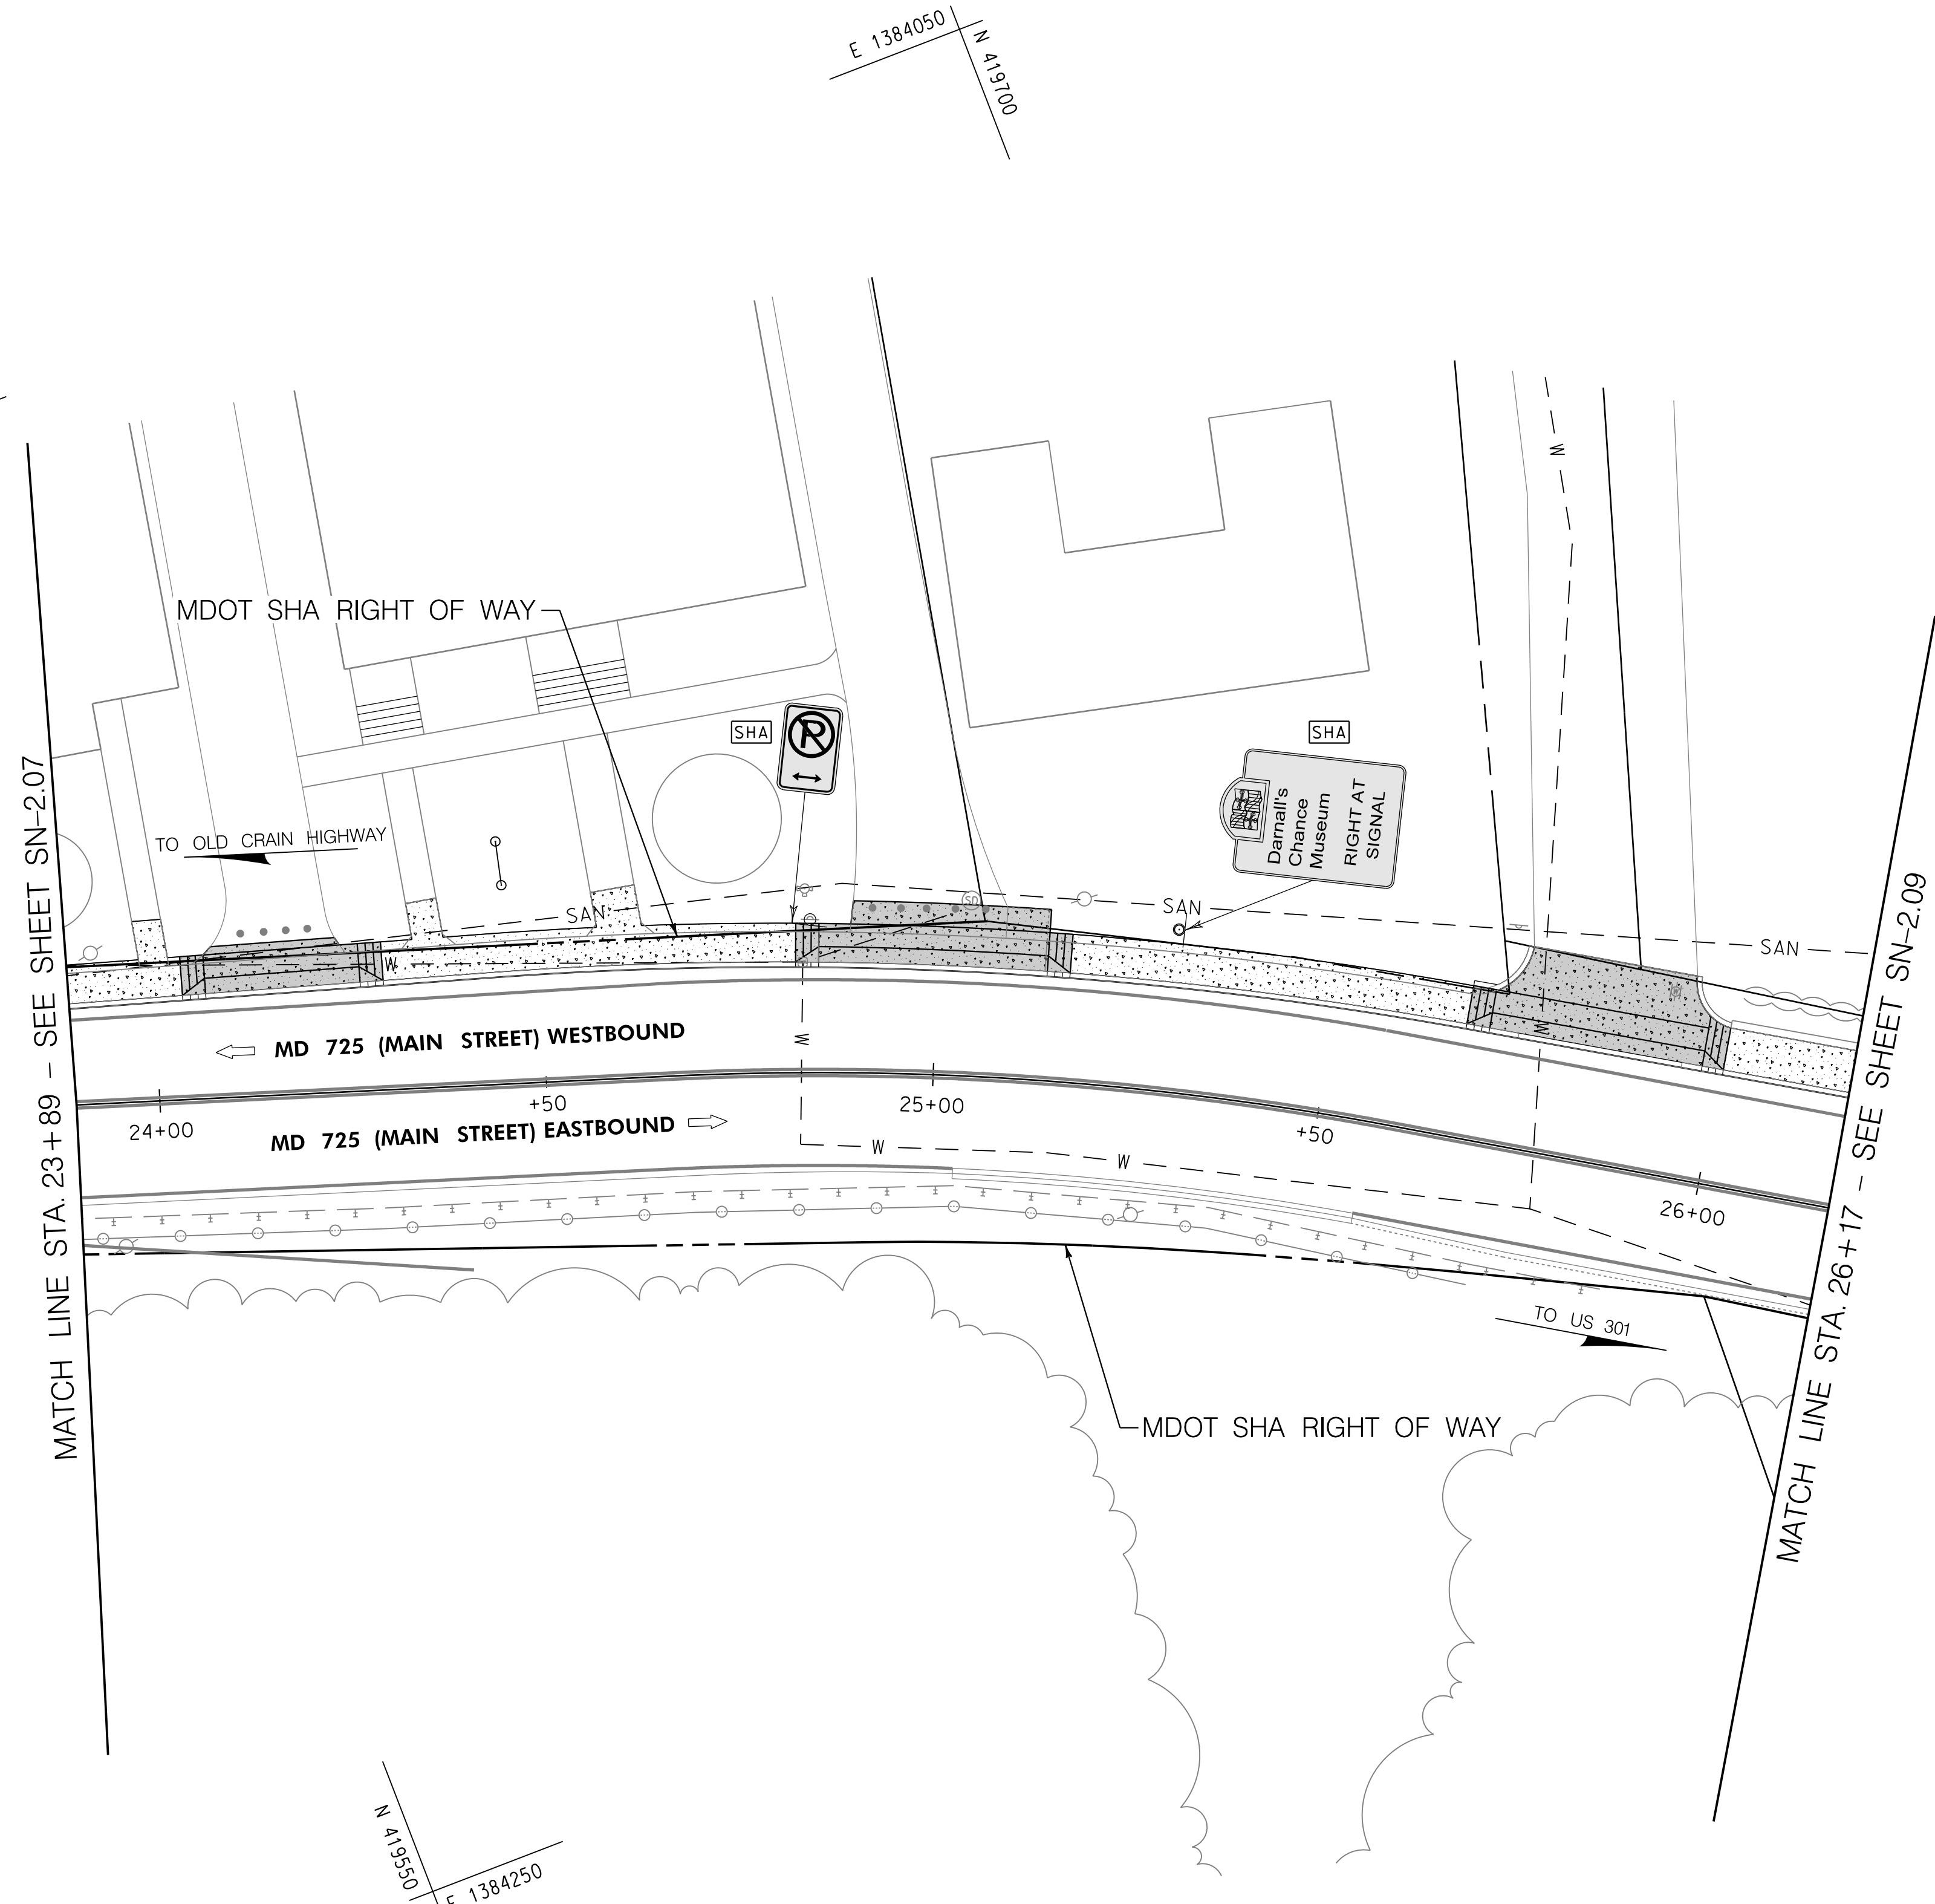 E 1384050
N 419700
W
MDOT SHA RIGHT OF WAY
SHA
P
SHA
Darnall's
Chance
Museum
RIGHT AT
SIGNAL
TO OLD CRAIN HIGHWAY
SAN
SD
SAN
SAN
W
W
W
MATCH LINE STA. 23+89 - SEE SHEET SN-2.07
MD 725 (MAIN STREET) WESTBOUND
24+00
+50
25+00
+50
26+00
MD 725 (MAIN STREET) EASTBOUND
W
W
TO US 301
MDOT SHA RIGHT OF WAY
MATCH LINE STA. 26+17 - SEE SHEET SN-2.09
N 419550
E 1384250